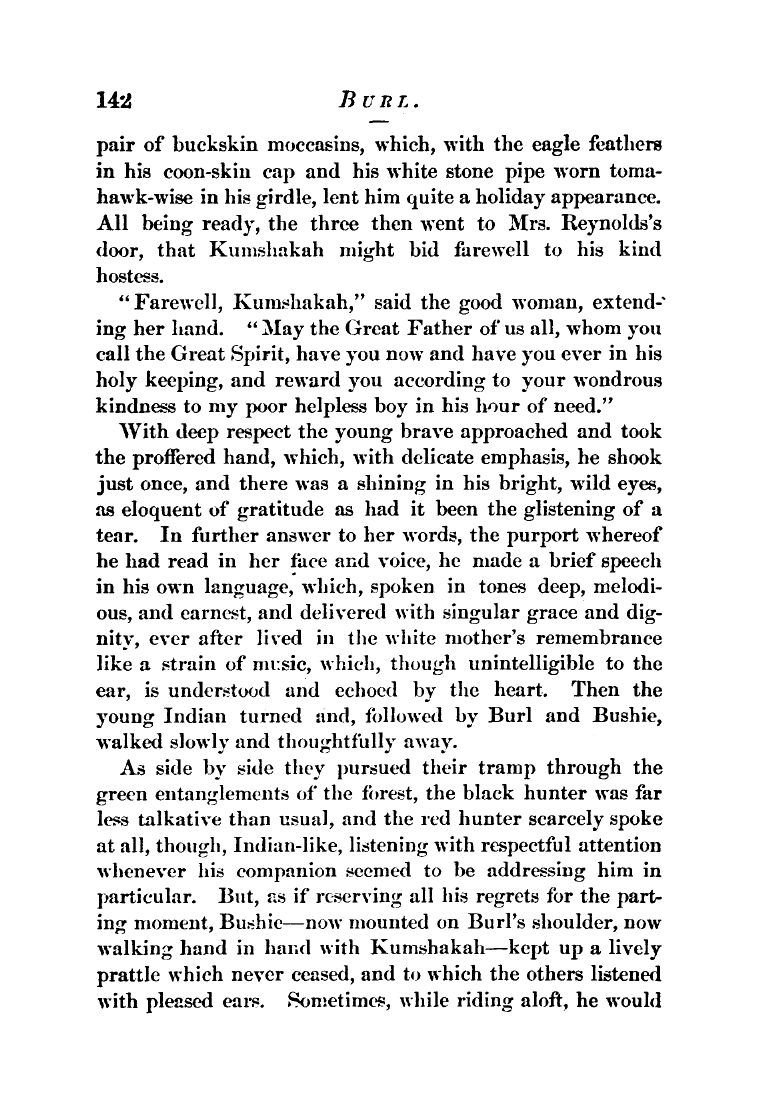 142 BURL.
pair of buckskin moccasins, which, with the eagle feathers
in his coon-skin cap and his white stone pipe worn toma-
hawk-wise in his girdle, lent him quite a holiday appearance.
All being ready, the three then went to Mrs. Reynolds's
door, that Kumshakah might bid farewell to his kind
hostess.
"Farewell, Kumshakah," said the good woman, extend-
ing her hand. "May the Great Father of us all, whom you
call the Great Spirit, have you now and have you ever in his
holy keeping, and reward you according to your wondrous
kindness to my poor helpless boy in his hour of need."
With deep respect the young brave approached and took
the proffered hand, which, with delicate emphasis, he shook
just once, and there was a shining in his bright, wild eyes,
as eloquent of gratitude as had it been the glistening of a
tear. In further answer to her words, the purport whereof
he had read in her face and voice, he made a brief speech
in his own language, which, spoken in tones deep, melodi-
ous, and earnest, and delivered with singular grace and dig-
nity, ever after lived in the white mother's remembrance
like a strain of music, which, though unintelligible to the
ear, is understood and echoed by the heart. Then the
young Indian turned and, followed by Burl and Bushie,
walked slowly and thoughtfully away.
As side by side they pursued their tramp through the
green entanglements of the forest, the black hunter was far
less talkative than usual, and the red hunter scarcely spoke
at all, though, Indian-like, listening with respectful attention
whenever his companion seemed to be addressing him in
particular. But, as if reserving all his regrets for the part-
ing moment, Bushie—now mounted on Burl's shoulder, now
walking hand in hand with Kumshakah—kept up a lively
prattle which never ceased, and to which the others listened
with pleased ears. Sometimes, while riding aloft, he would